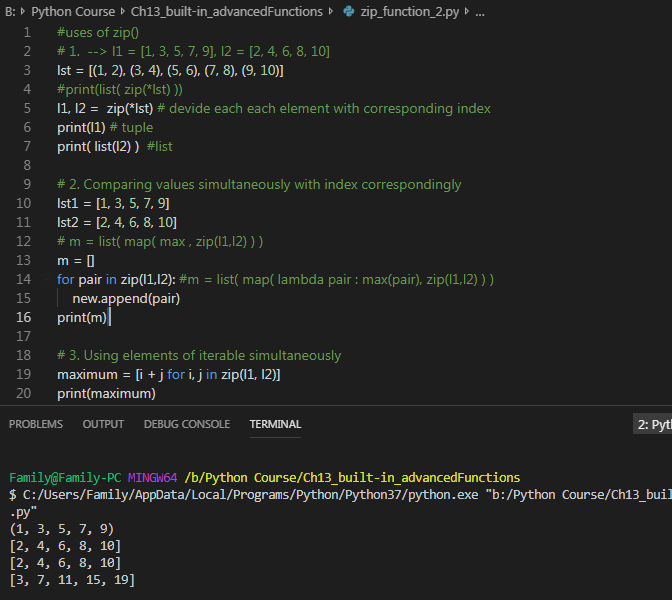 B: > Python Course > Ch13_built-in_advancedFunctions > zip_function_2.py > ...
1 #uses of zip()
2 # 1. --> l1 = [1, 3, 5, 7, 9], l2 = [2, 4, 6, 8, 10]
3 lst = [(1, 2), (3, 4), (5, 6), (7, 8), (9, 10)]
4 #print(list( zip(*lst) ))
5 l1, l2 = zip(*lst) # devide each each element with corresponding index
6 print(l1) # tuple
7 print( list(l2) ) #list
8
9 # 2. Comparing values simultaneously with index correspondingly
10 lst1 = [1, 3, 5, 7, 9]
11 lst2 = [2, 4, 6, 8, 10]
12 # m = list( map( max , zip(l1,l2) ) )
13 m = []
14 for pair in zip(l1,l2): #m = list( map( lambda pair : max(pair), zip(l1,l2) ) )
15 new.append(pair)
16 print(m)
17
18 # 3. Using elements of iterable simultaneously
19 maximum = [i + j for i, j in zip(l1, l2)]
20 print(maximum)
PROBLEMS OUTPUT DEBUG CONSOLE TERMINAL 2: Pyt
Family@Family-PC MINGW64 /b/Python Course/Ch13_built-in_advancedFunctions
$ C:/Users/Family/AppData/Local/Programs/Python/Python37/python.exe "b:/Python Course/Ch13_buil
.py"
(1, 3, 5, 7, 9)
[2, 4, 6, 8, 10]
[2, 4, 6, 8, 10]
[3, 7, 11, 15, 19]